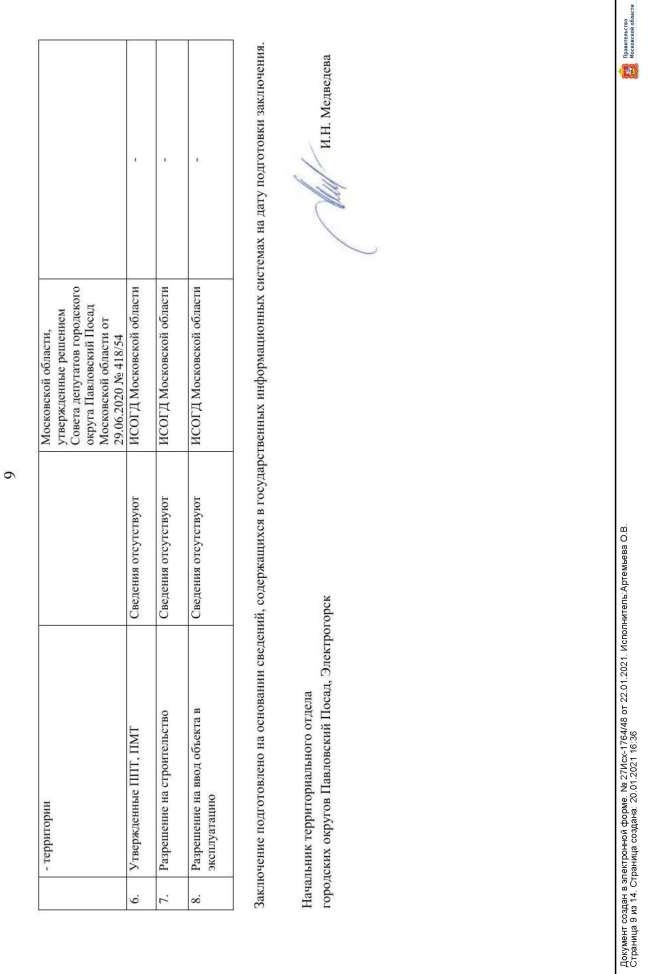 9
- территории
Московской области,
утвержденные решением
Совета депутатов городского
округа Павловский Посад
Московской области от
29.06.2020 № 418/54
6. Утвержденные ППТ, ПМТ Сведения отсутствуют ИСОГД Московской области -
7. Разрешение на строительство Сведения отсутствуют ИСОГД Московской области -
8. Разрешение на ввод объекта в Сведения отсутствуют ИСОГД Московской области -
эксплуатацию
Заключение подготовлено на основании сведений, содержащихся в государственных информационных системах на дату подготовки заключения.
Начальник территориального отдела
городских округов Павловский Посад, Электрогорск И.Н. Медведева
Документ создан в электронной форме. № 27Исх-1764/48 от 22.01.2021. Исполнитель:Артемьева О.В.
Страница 9 из 14. Страница создана: 20.01.2021 16:36
Правительство
Московской области